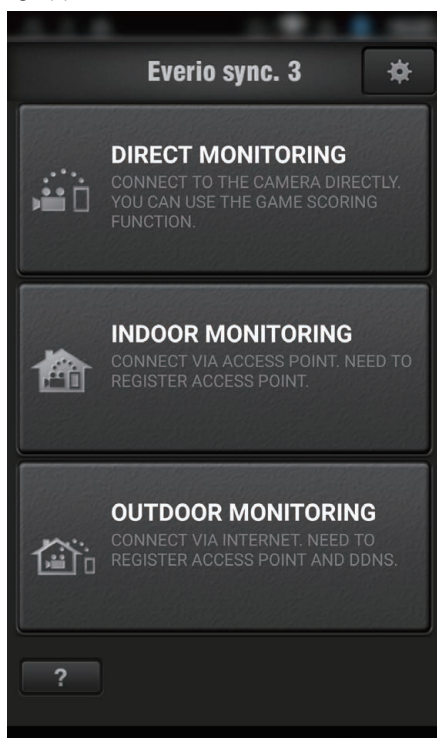 Everio sync. 3
DIRECT MONITORING
CONNECT TO THE CAMERA DIRECTLY.
YOU CAN USE THE GAME SCORING
FUNCTION.
INDOOR MONITORING
CONNECT VIA ACCESS POINT. NEED TO
REGISTER ACCESS POINT.
OUTDOOR MONITORING
CONNECT VIA INTERNET. NEED TO
REGISTER ACCESS POINT AND DDNS.
?